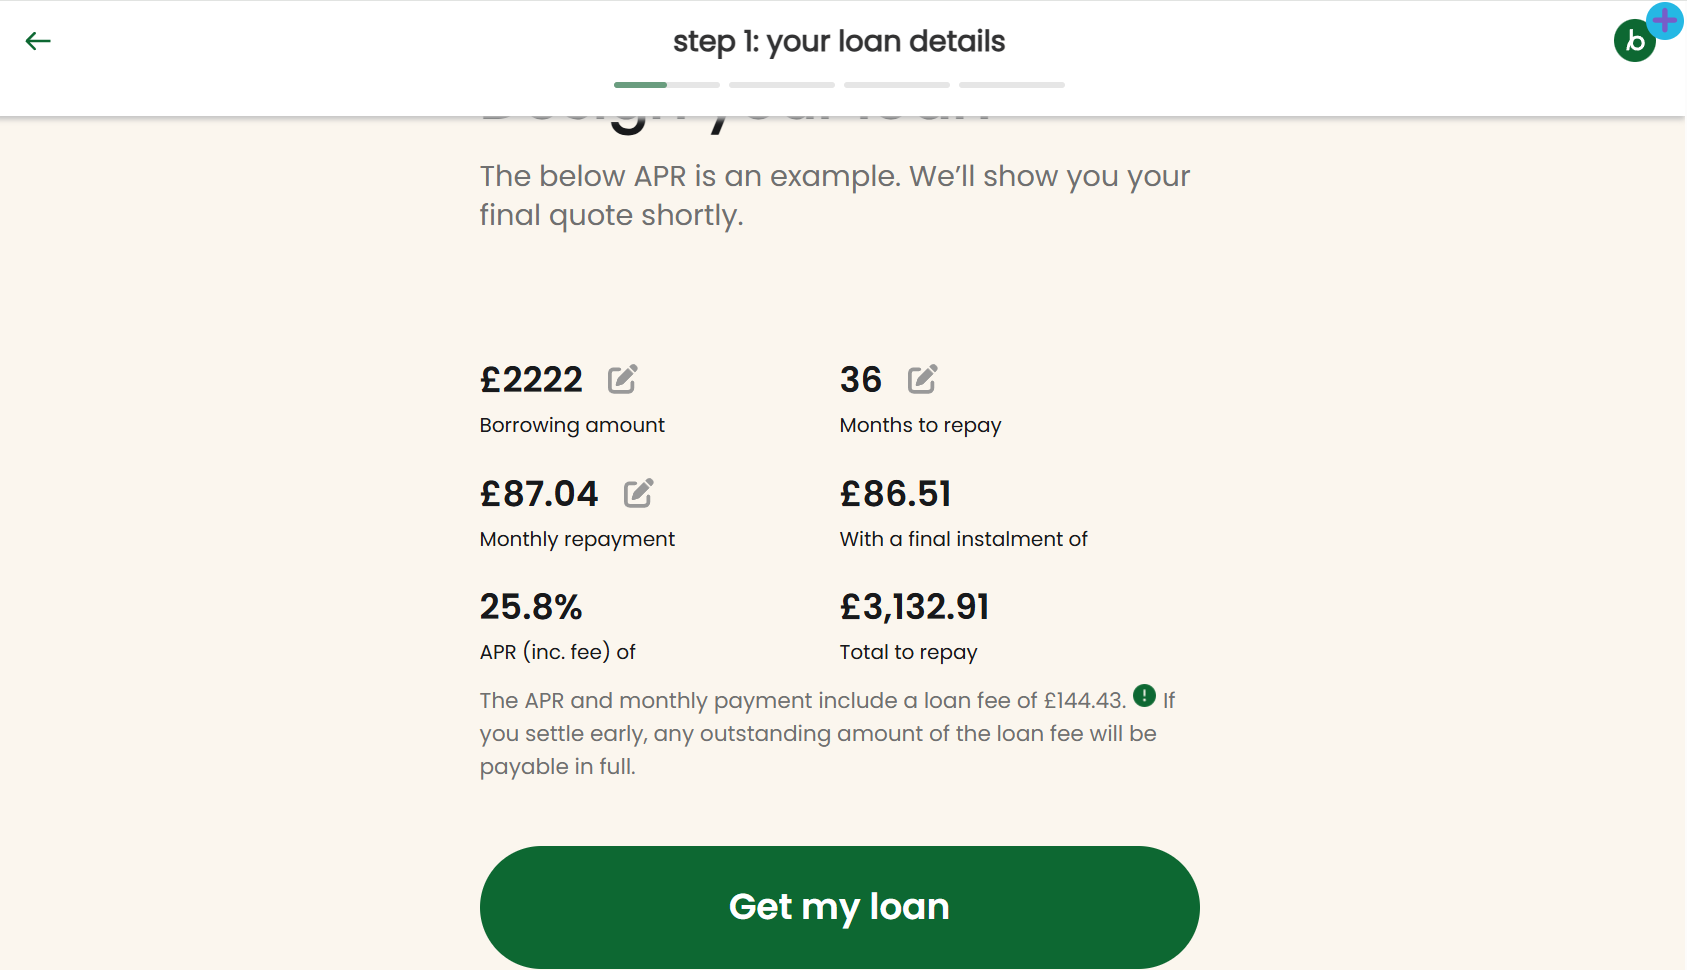 step 1: your loan details
b
Design your loan
The below APR is an example. We’ll show you your
final quote shortly.
£2222
Borrowing amount
36
Months to repay
£87.04
Monthly repayment
£86.51
With a final instalment of
25.8%
APR (inc. fee) of
£3,132.91
Total to repay
The APR and monthly payment include a loan fee of £144.43. ! If
you settle early, any outstanding amount of the loan fee will be
payable in full.
Get my loan